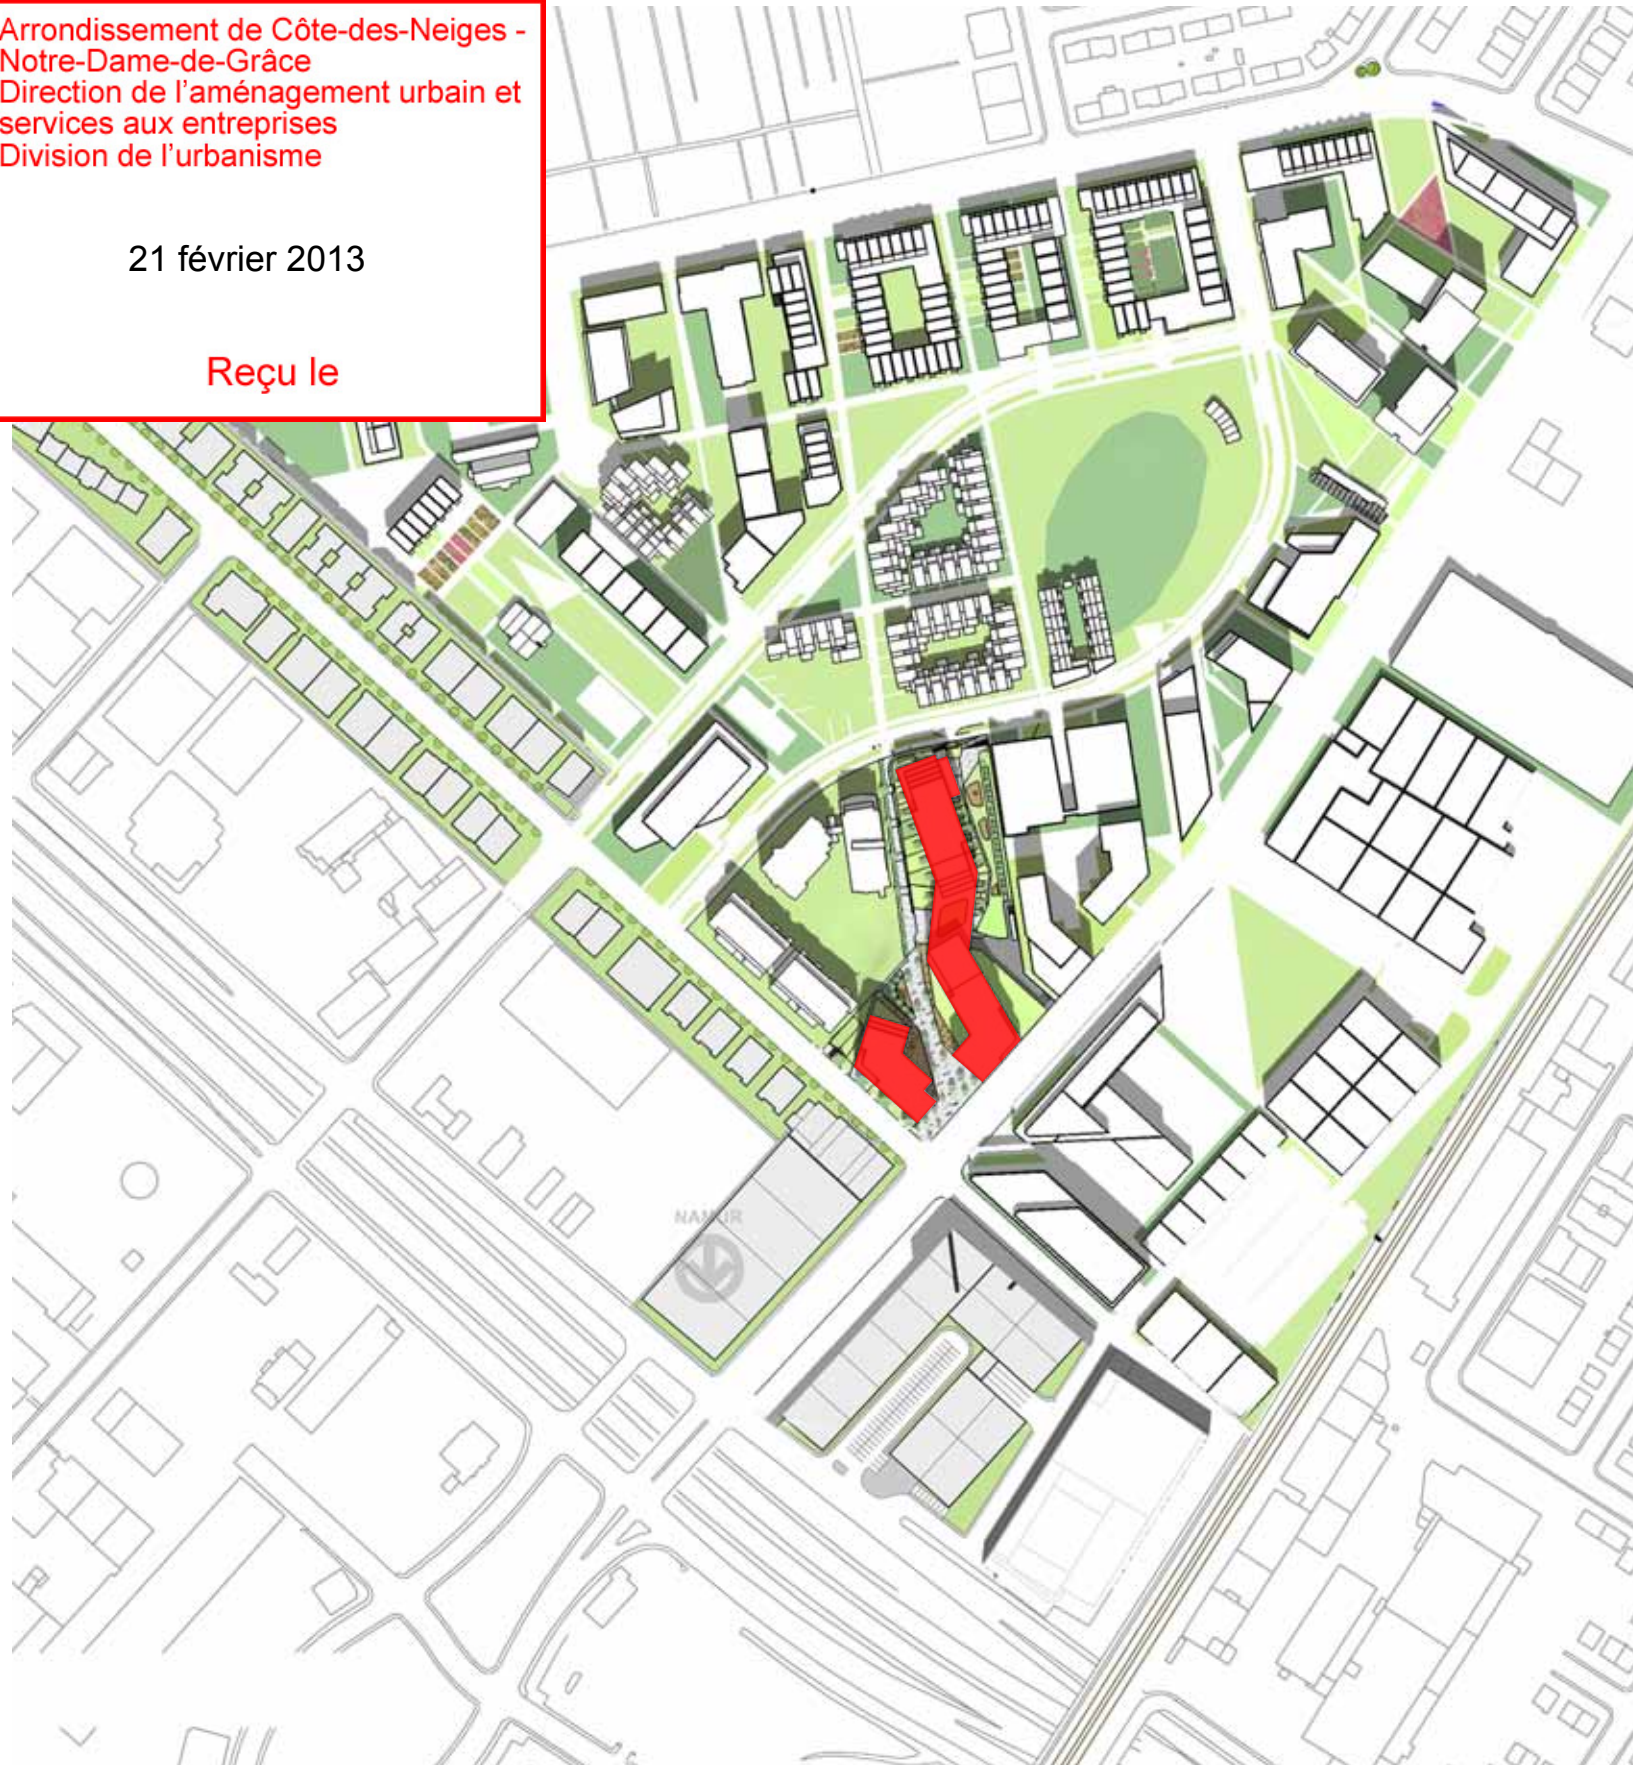 Arrondissement de Côte-des-Neiges -
Notre-Dame-de-Grâce
Direction de l'aménagement urbain et
services aux entreprises
Division de l'urbanisme
21 février 2013
Reçu le
NAMUR